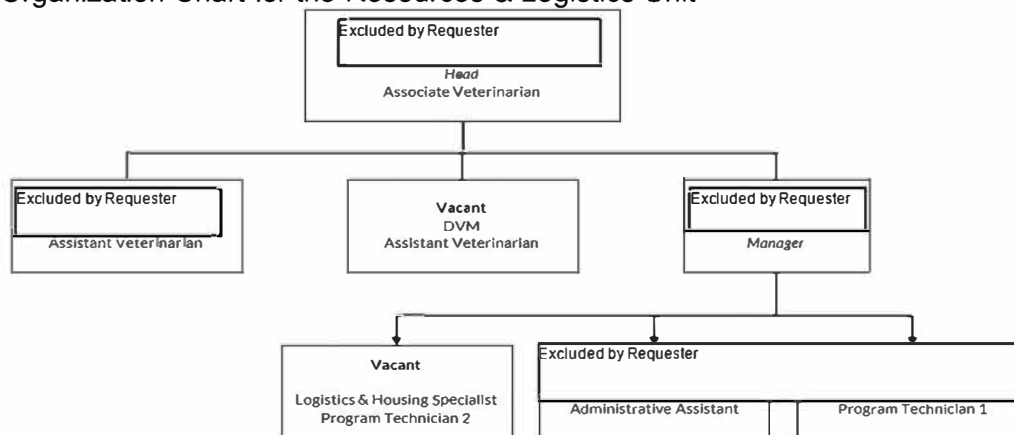 Organization Chart for the Resources & Logistics Unit
Excluded by Requester
Head
Associate Veterinarian
Excluded by Requester
Assistant Veterinarian
Vacant
DVM
Assistant Veterinarian
Excluded by Requester
Manager
Vacant
Logistics & Housing Specialist
Program Technician 2
Excluded by Requester
Administrative Assistant
Program Technician 1